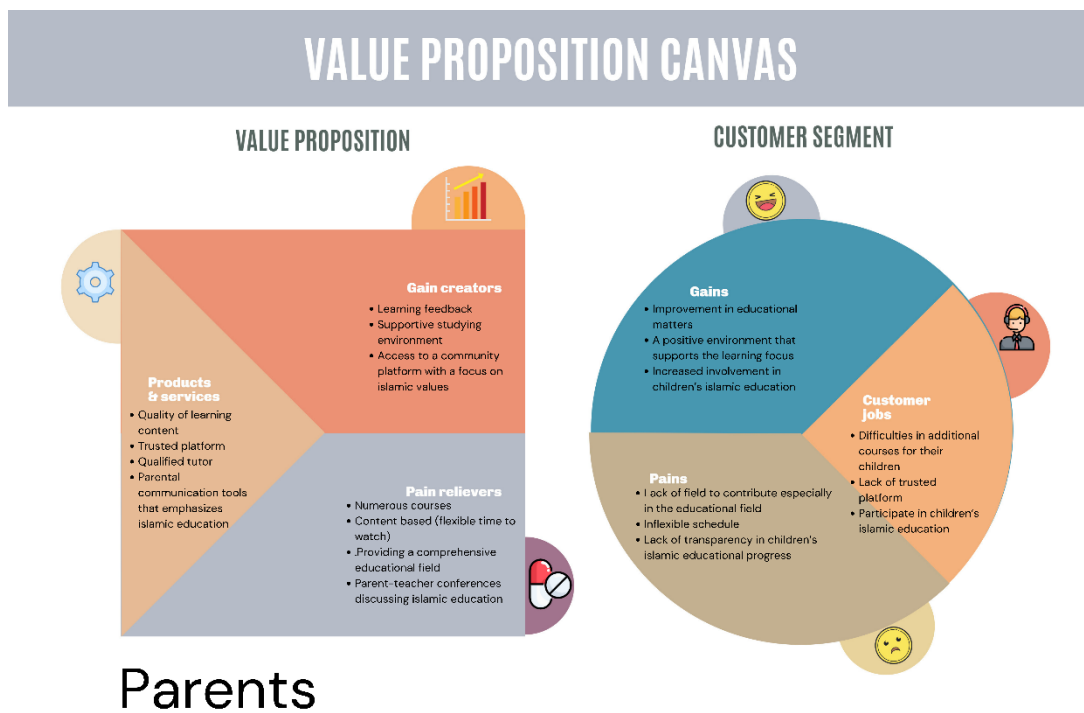 VALUE PROPOSITION CANVAS
VALUE PROPOSITION
Gain creators
• Learning feedback
• Supportive studying
environment
• Access to a community
platform with a focus on
islamic values
Products
& services
• Quality of learning
content
• Trusted platform
• Qualified tutor
• Parental
communication tools
that emphasizes
islamic education
Pain relievers
• Numerous courses
• Content based (flexible time to
watch)
• .Providing a comprehensive
educational field
• Parent-teacher conferences
discussing islamic education
CUSTOMER SEGMENT
Gains
• Improvement in educational
matters
• A positive environment that
supports the learning focus
• Increased involvement in
children's islamic education
Customer
jobs
• Difficulties in additional
courses for their
children
• Lack of trusted
platform
• Participate in children's
islamic education
Pains
• Lack of field to contribute especially
in the educational field
• Inflexible schedule
• Lack of transparency in children's
islamic educational progress
Parents